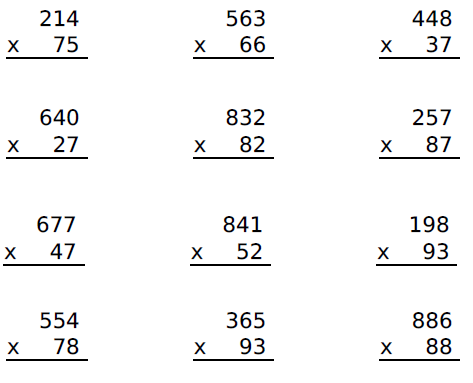 214 563 448
x 75 x 66 x 37
640 832 257
x 27 x 82 x 87
677 841 198
x 47 x 52 x 93
554 365 886
x 78 x 93 x 88